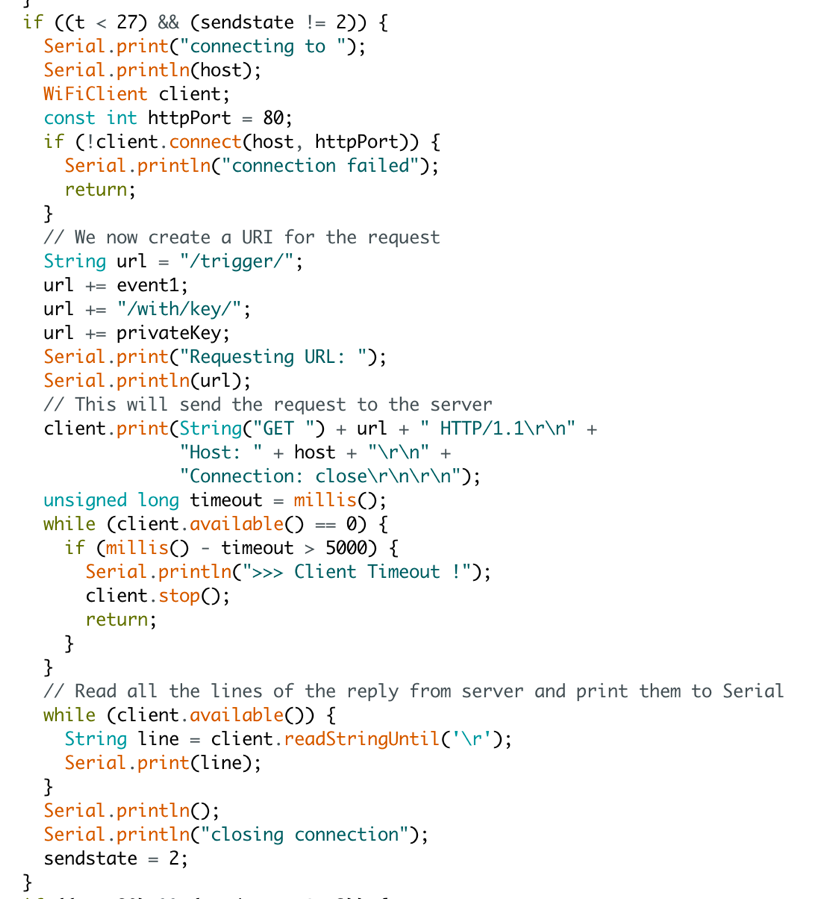 if ((t < 27) && (sendstate != 2)) {
Serial.print("connecting to ");
Serial.println(host);
WiFiClient client;
const int httpPort = 80;
if (!client.connect(host, httpPort)) {
Serial.println("connection failed");
return;
}
// We now create a URI for the request
String url = "/trigger/";
url += event1;
url += "/with/key/";
url += privateKey;
Serial.print("Requesting URL: ");
Serial.println(url);
// This will send the request to the server
client.print(String("GET ") + url + " HTTP/1.1\r\n" +
"Host: " + host + "\r\n" +
"Connection: close\r\n\r\n");
unsigned long timeout = millis();
while (client.available() == 0) {
if (millis() - timeout > 5000) {
Serial.println(">>> Client Timeout !");
client.stop();
return;
}
}
// Read all the lines of the reply from server and print them to Serial
while (client.available()) {
String line = client.readStringUntil('\r');
Serial.print(line);
}
Serial.println();
Serial.println("closing connection");
sendstate = 2;
}